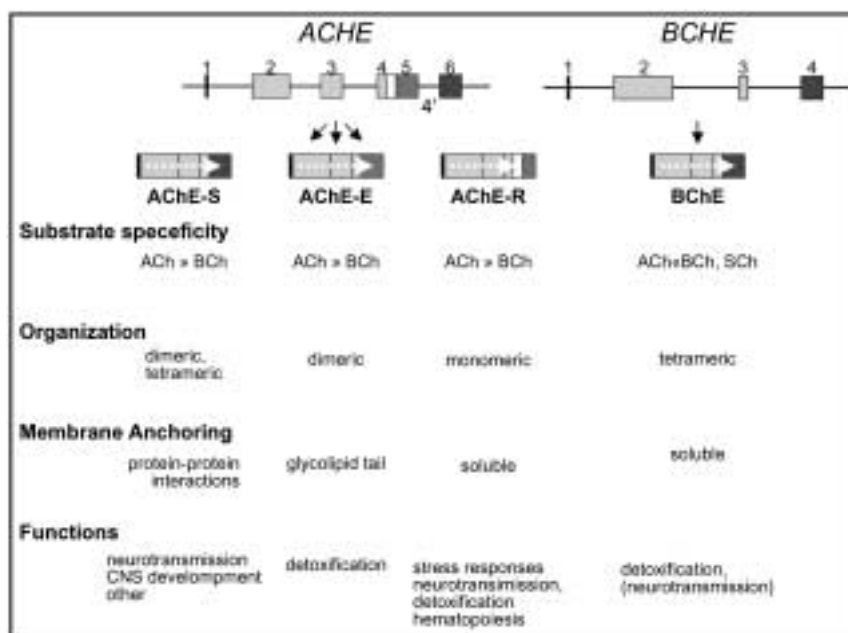 ACHE BCHE
1 2 3 4 5 6 1 2 3 4
4'
AChE-S AChE-E AChE-R BChE
Substrate speceficity
ACh » BCh ACh » BCh ACh » BCh ACh«BCh, SCh
Organization
dimeric, dimeric monomeric tetrameric
tetrameric
Membrane Anchoring
protein-protein glycolipid tail soluble soluble
interactions
Functions
neurotransmission detoxification stress responses detoxification,
CNS develompment neurotransimission, (neurotransmission)
other detoxification
hematopoiesis